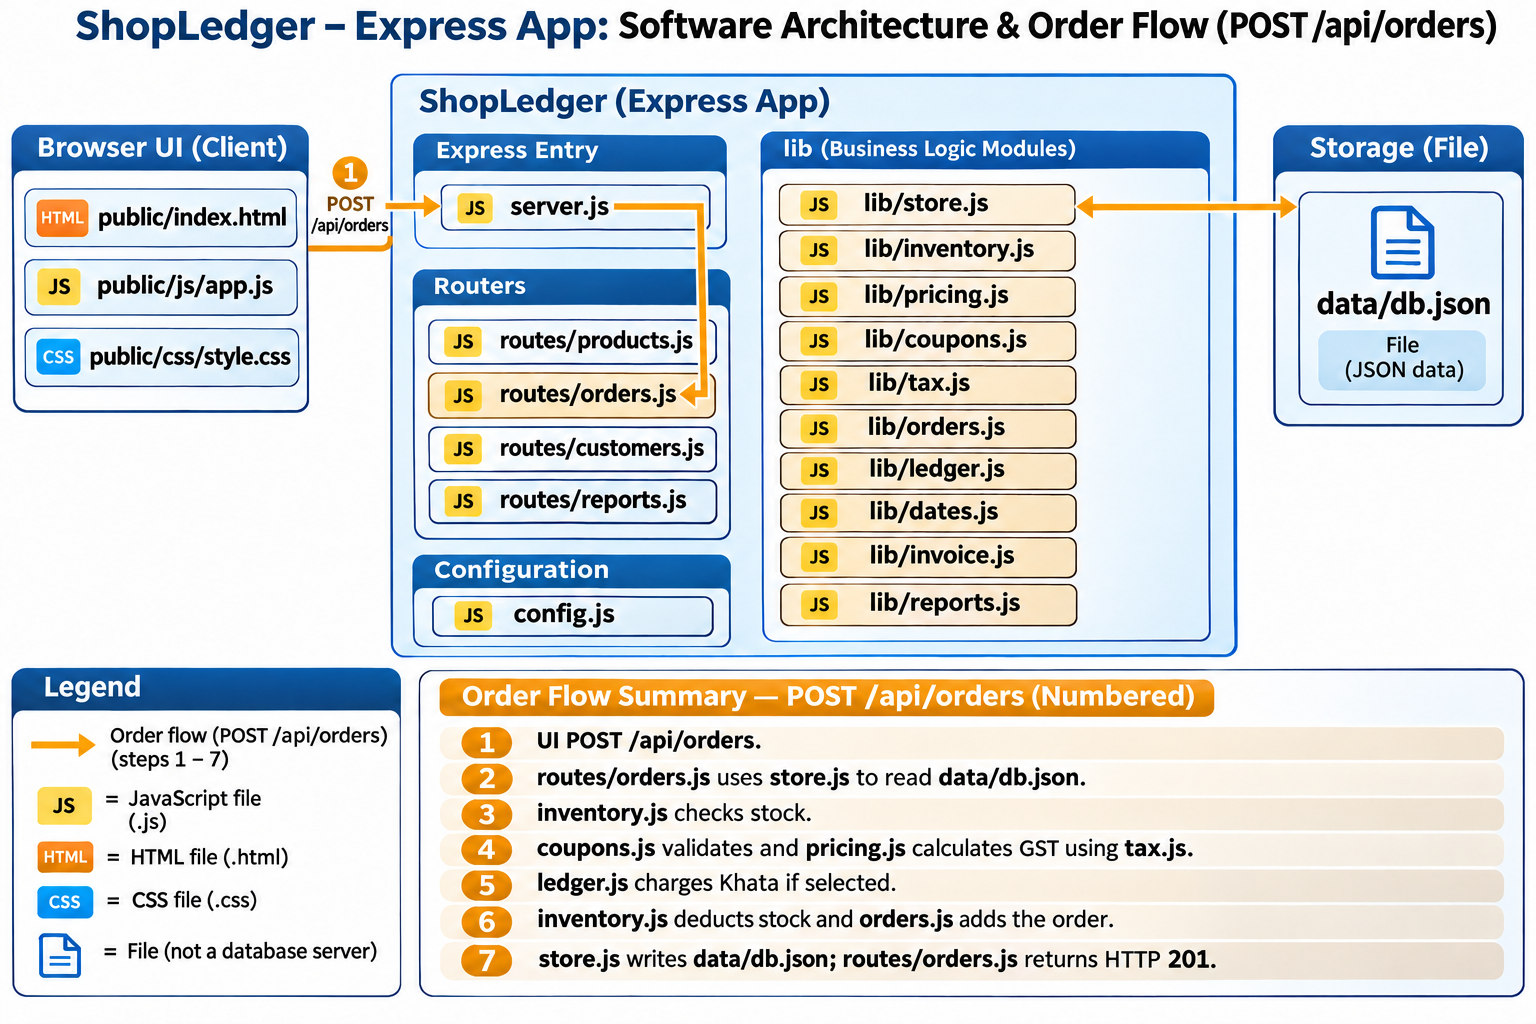 ShopLedger – Express App: Software Architecture & Order Flow (POST /api/orders)
Browser UI (Client)
HTML public/index.html
JS public/js/app.js
CSS public/css/style.css
1
POST
/api/orders
ShopLedger (Express App)
Express Entry
JS server.js
Routers
JS routes/products.js
JS routes/orders.js
JS routes/customers.js
JS routes/reports.js
Configuration
JS config.js
lib (Business Logic Modules)
JS lib/store.js
JS lib/inventory.js
JS lib/pricing.js
JS lib/coupons.js
JS lib/tax.js
JS lib/orders.js
JS lib/ledger.js
JS lib/dates.js
JS lib/invoice.js
JS lib/reports.js
Storage (File)
data/db.json
File
(JSON data)
Legend
Order flow (POST /api/orders)
(steps 1 – 7)
JS = JavaScript file
(.js)
HTML = HTML file (.html)
CSS = CSS file (.css)
= File (not a database server)
Order Flow Summary — POST /api/orders (Numbered)
1 UI POST /api/orders.
2 routes/orders.js uses store.js to read data/db.json.
3 inventory.js checks stock.
4 coupons.js validates and pricing.js calculates GST using tax.js.
5 ledger.js charges Khata if selected.
6 inventory.js deducts stock and orders.js adds the order.
7 store.js writes data/db.json; routes/orders.js returns HTTP 201.